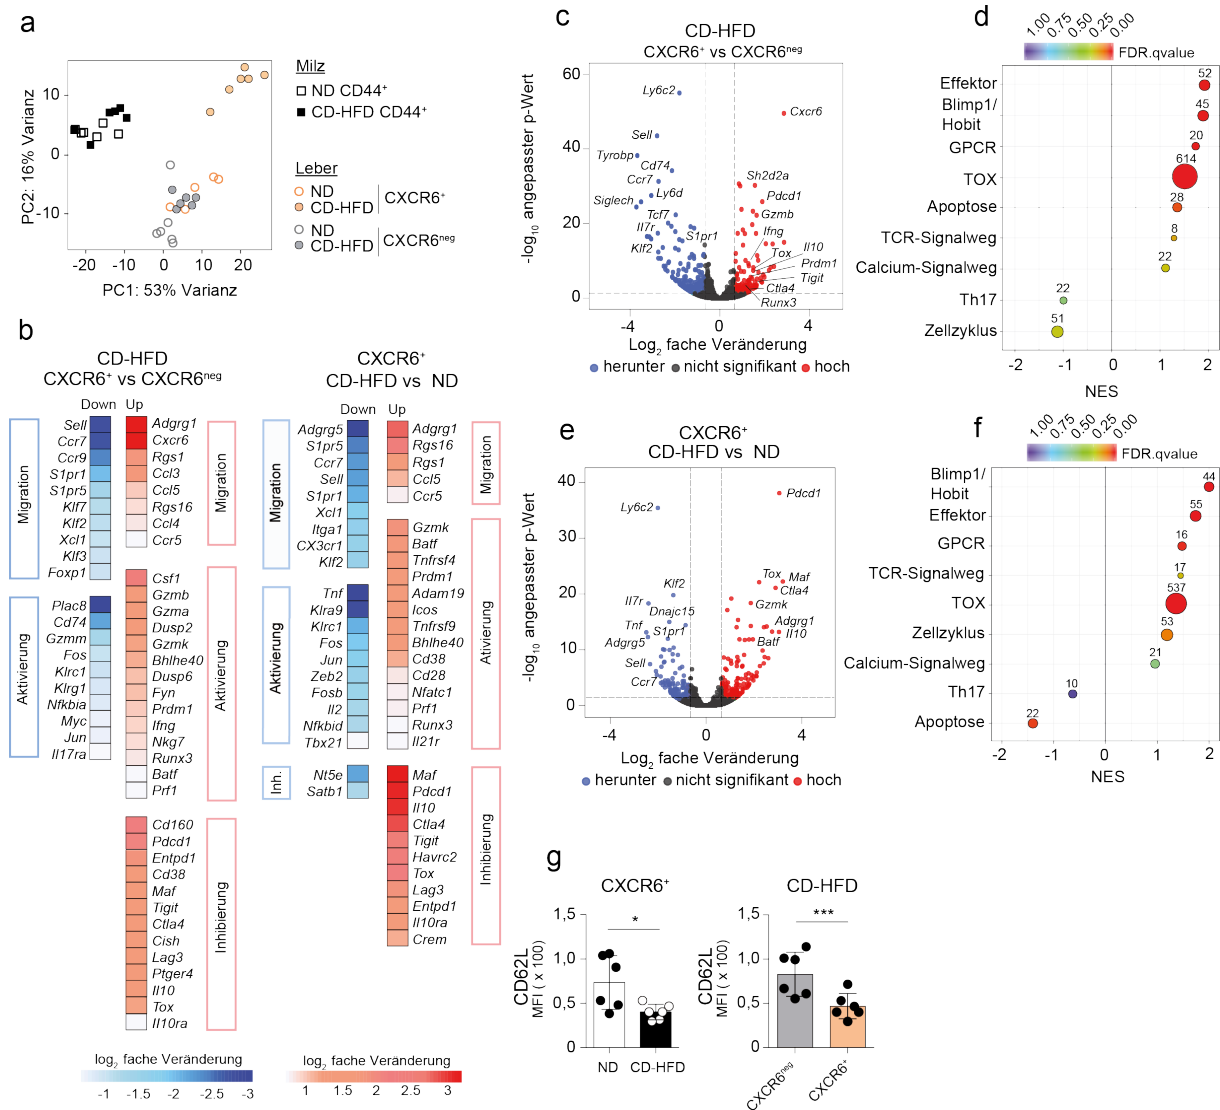 a
PC2: 16% Varianz
10
0
-10
-20
-10
0
10
20
PC1: 53% Varianz
Milz
ND CD44+
CD-HFD CD44+
Leber
ND
CD-HFD
CXCR6+
ND
CD-HFD
CXCR6neg
b
CD-HFD
CXCR6+ vs CXCR6neg
Down Up
Migration
Sell
Ccr7
Ccr9
S1pr1
S1pr5
Klf7
Klf2
Xcl1
Klf3
Foxp1
Aktivierung
Plac8
Cd74
Gzmm
Fos
Klrc1
Klrg1
Nfkbia
Myc
Jun
Il17ra
Adgrg1
Cxcr6
Rgs1
Ccl3
Ccl5
Rgs16
Ccl4
Ccr5
Migration
Csf1
Gzmb
Gzma
Dusp2
Gzmk
Bhlhe40
Dusp6
Fyn
Prdm1
Ifng
Nkg7
Runx3
Batf
Prf1
Aktivierung
Cd160
Pdcd1
Entpd1
Cd38
Maf
Tigit
Ctla4
Cish
Lag3
Ptger4
Il10
Tox
Il10ra
Inhibierung
CXCR6+
CD-HFD vs ND
Down Up
Migration
Adgrg5
S1pr5
Ccr7
Sell
S1pr1
Xcl1
Itga1
CX3cr1
Klf2
Aktivierung
Tnf
Klra9
Klrc1
Fos
Jun
Zeb2
Fosb
Il2
Nfkbid
Tbx21
Inh.
Nt5e
Satb1
Adgrg1
Rgs16
Rgs1
Ccl5
Ccr5
Migration
Gzmk
Batf
Tnfrsf4
Prdm1
Adam19
Icos
Tnfrsf9
Bhlhe40
Cd38
Cd28
Nfatc1
Prf1
Runx3
Il21r
Ativierung
Maf
Pdcd1
Il10
Ctla4
Tigit
Havrc2
Tox
Lag3
Entpd1
Il10ra
Crem
Inhibierung
log2 fache Veränderung
-1 -1.5 -2 -2.5 -3
log2 fache Veränderung
1 1.5 2 2.5 3
c
CD-HFD
CXCR6+ vs CXCR6neg
-log10 angepasster p-Wert
60
40
20
0
Ly6c2
Cxcr6
Sell
Tyrobp
Cd74
Ccr7
Sh2d2a
Siglech
Ly6d
Pdcd1
Tcf7
Gzmb
Il7r
S1pr1
Ifng
Klf2
Il10
Tox
Prdm1
Tigit
Ctla4
Runx3
-4
0
4
Log2 fache Veränderung
herunter nicht signifikant hoch
d
1.00
0.75
0.50
0.25
0.00
FDR.qvalue
Effektor
52
Blimp1/
Hobit
45
GPCR
20
TOX
614
Apoptose
28
TCR-Signalweg
8
Calcium-Signalweg
22
Th17
22
Zellzyklus
51
-2 -1 0 1 2
NES
e
CXCR6+
CD-HFD vs ND
-log10 angepasster p-Wert
40
30
20
10
0
Pdcd1
Ly6c2
Tox
Maf
Klf2
Ctla4
Il7r
Gzmk
Dnajc15
Tnf
S1pr1
Adgrg1
Adgrg5
Il10
Batf
Sell
Ccr7
-4 -2 0 2 4
Log2 fache Veränderung
herunter nicht signifikant hoch
f
1.00
0.75
0.50
0.25
0.00
FDR.qvalue
Blimp1/
Hobit
44
Effektor
55
GPCR
16
TCR-Signalweg
17
TOX
537
Zellzyklus
53
Calcium-Signalweg
21
Th17
10
Apoptose
22
-2 -1 0 1 2
NES
g
CXCR6+
CD62L
MFI ( x 100)
1,5
1,0
0,5
0
*
ND CD-HFD
CD-HFD
CD62L
MFI ( x 100)
1,5
1,0
0,5
0
***
CXCR6neg
CXCR6+